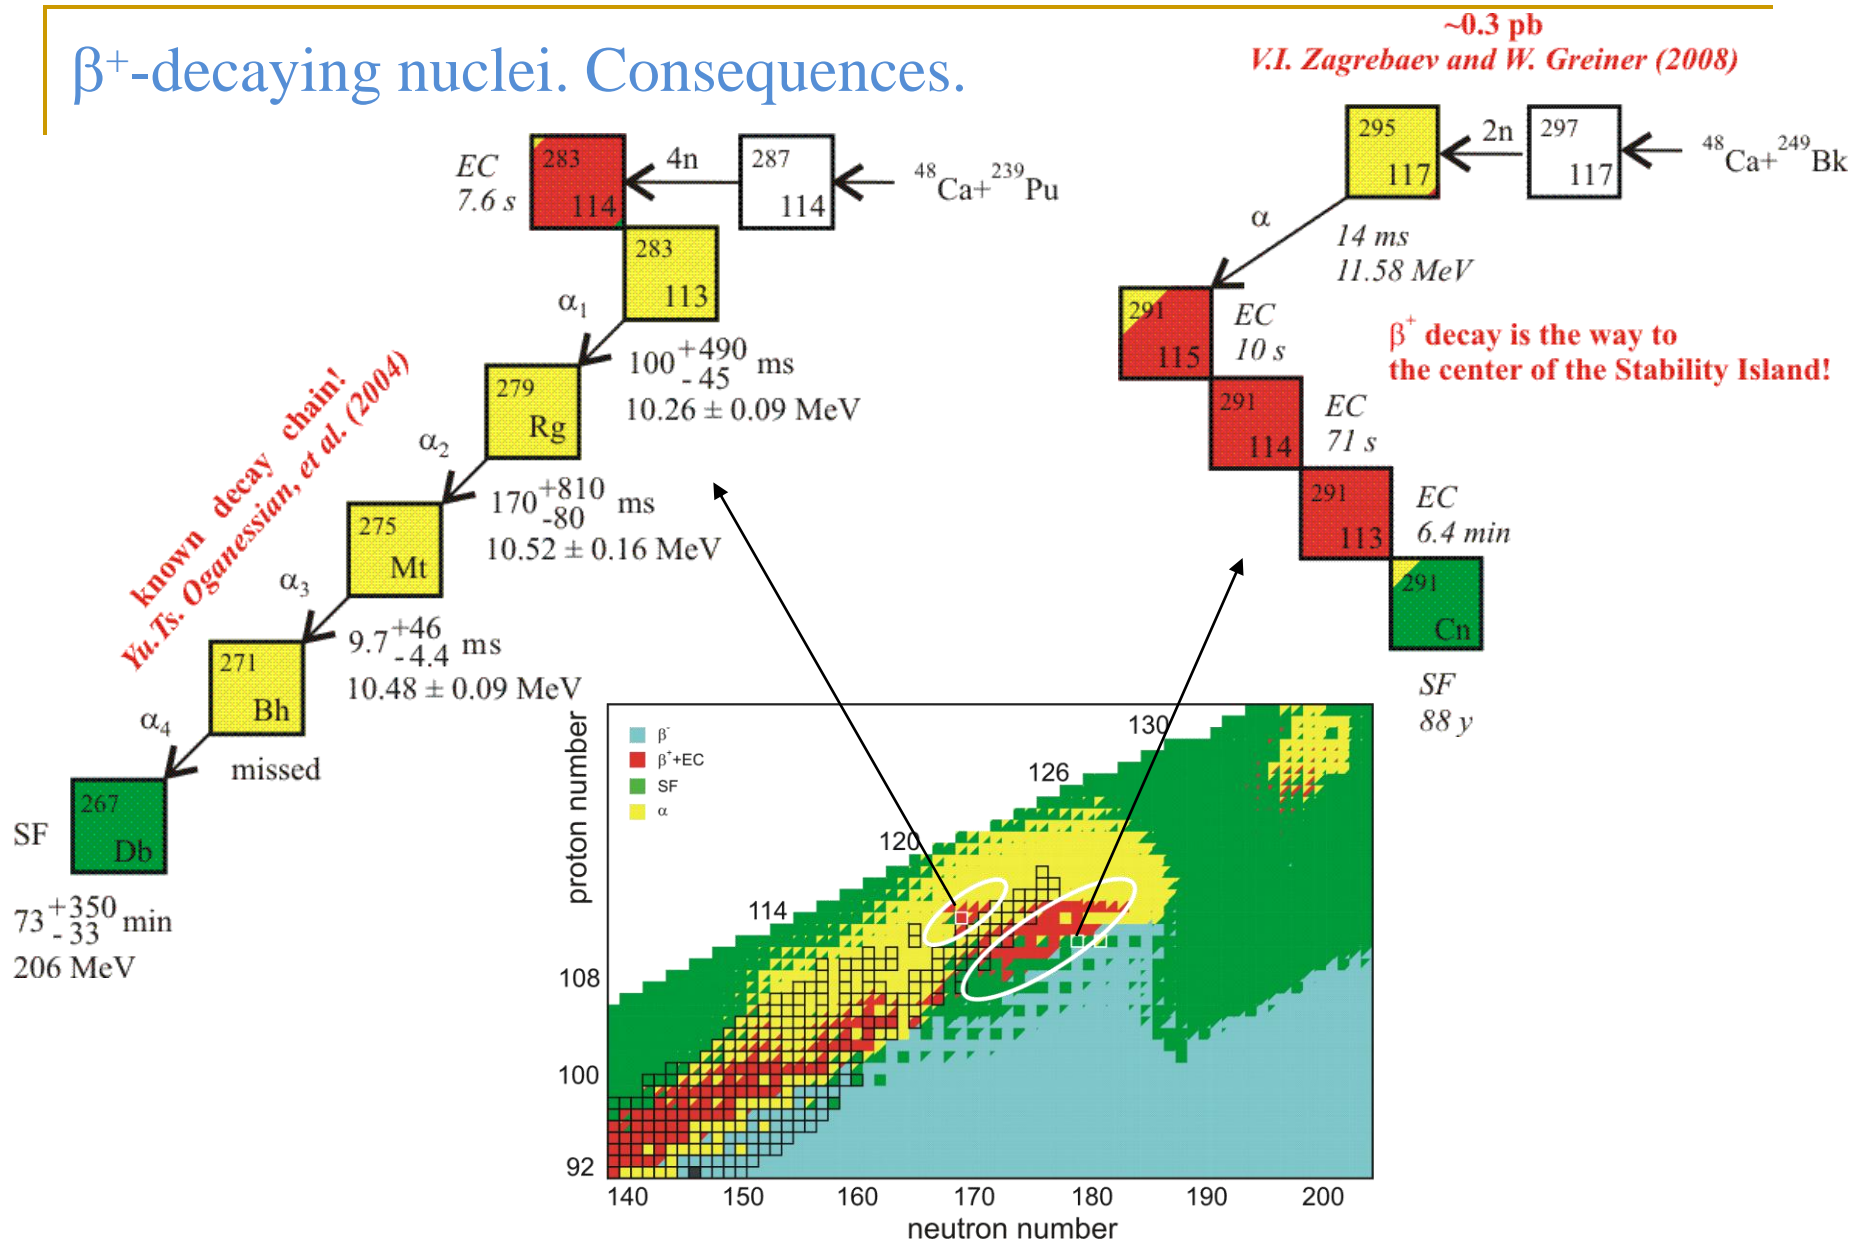 β⁺-decaying nuclei. Consequences.
~0.3 pb
V.I. Zagrebaev and W. Greiner (2008)
EC
7.6 s
283
114
4n
287
114
⁴⁸Ca+²³⁹Pu
283
113
α₁
100 +490 -45 ms
10.26 ± 0.09 MeV
279
Rg
α₂
170 +810 -80 ms
10.52 ± 0.16 MeV
275
Mt
α₃
9.7 +46 -4.4 ms
10.48 ± 0.09 MeV
271
Bh
α₄
missed
267
Db
SF
73 +350 -33 min
206 MeV
known decay chain!
Yu.Ts. Oganessian, et al. (2004)
295
117
2n
297
117
⁴⁸Ca+²⁴⁹Bk
α
14 ms
11.58 MeV
291
115
EC
10 s
β⁺ decay is the way to
the center of the Stability Island!
291
114
EC
71 s
291
113
EC
6.4 min
291
Cn
SF
88 y
proton number
β⁻
β⁺+EC
SF
α
130
126
120
114
108
100
92
140 150 160 170 180 190 200
neutron number